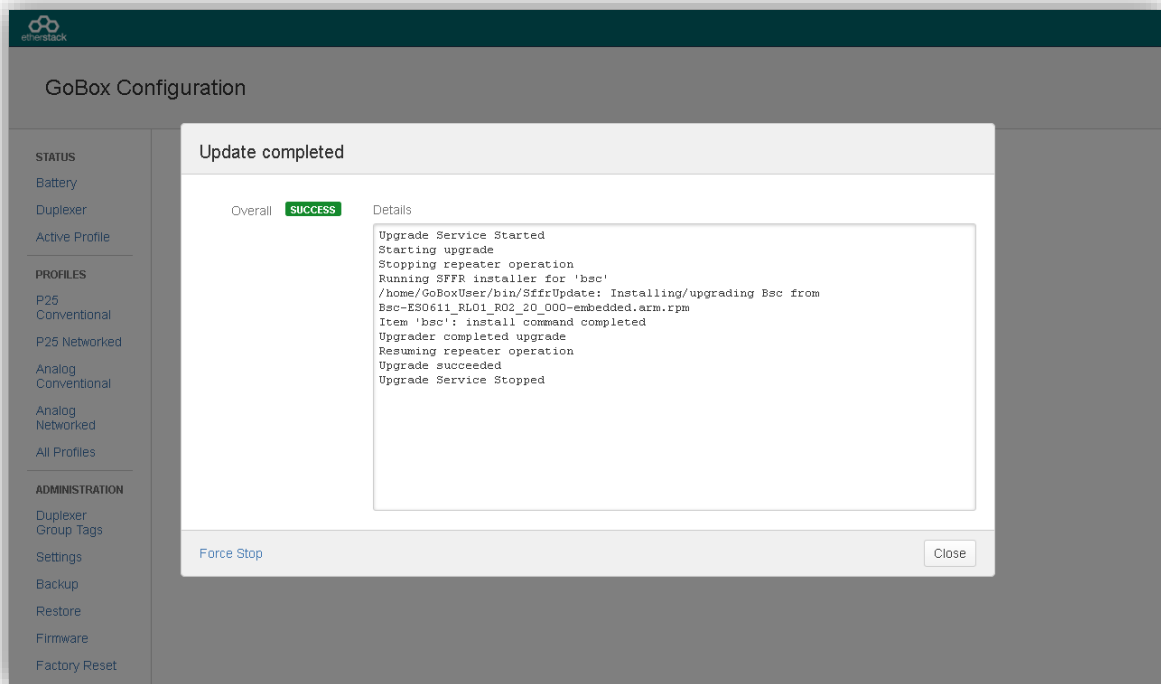 etherstack
GoBox Configuration
STATUS
Battery
Duplexer
Active Profile
PROFILES
P25
Conventional
P25 Networked
Analog
Conventional
Analog
Networked
All Profiles
ADMINISTRATION
Duplexer
Group Tags
Settings
Backup
Restore
Firmware
Factory Reset
Update completed
Overall SUCCESS
Details
Upgrade Service Started
Starting upgrade
Stopping repeater operation
Running SFFR installer for 'bsc'
/home/GoBoxUser/bin/SffrUpdate: Installing/upgrading Bsc from
Bsc-ES0611_RL01_R02_20_000-embedded.arm.rpm
Item 'bsc': install command completed
Upgrader completed upgrade
Resuming repeater operation
Upgrade succeeded
Upgrade Service Stopped
Force Stop
Close